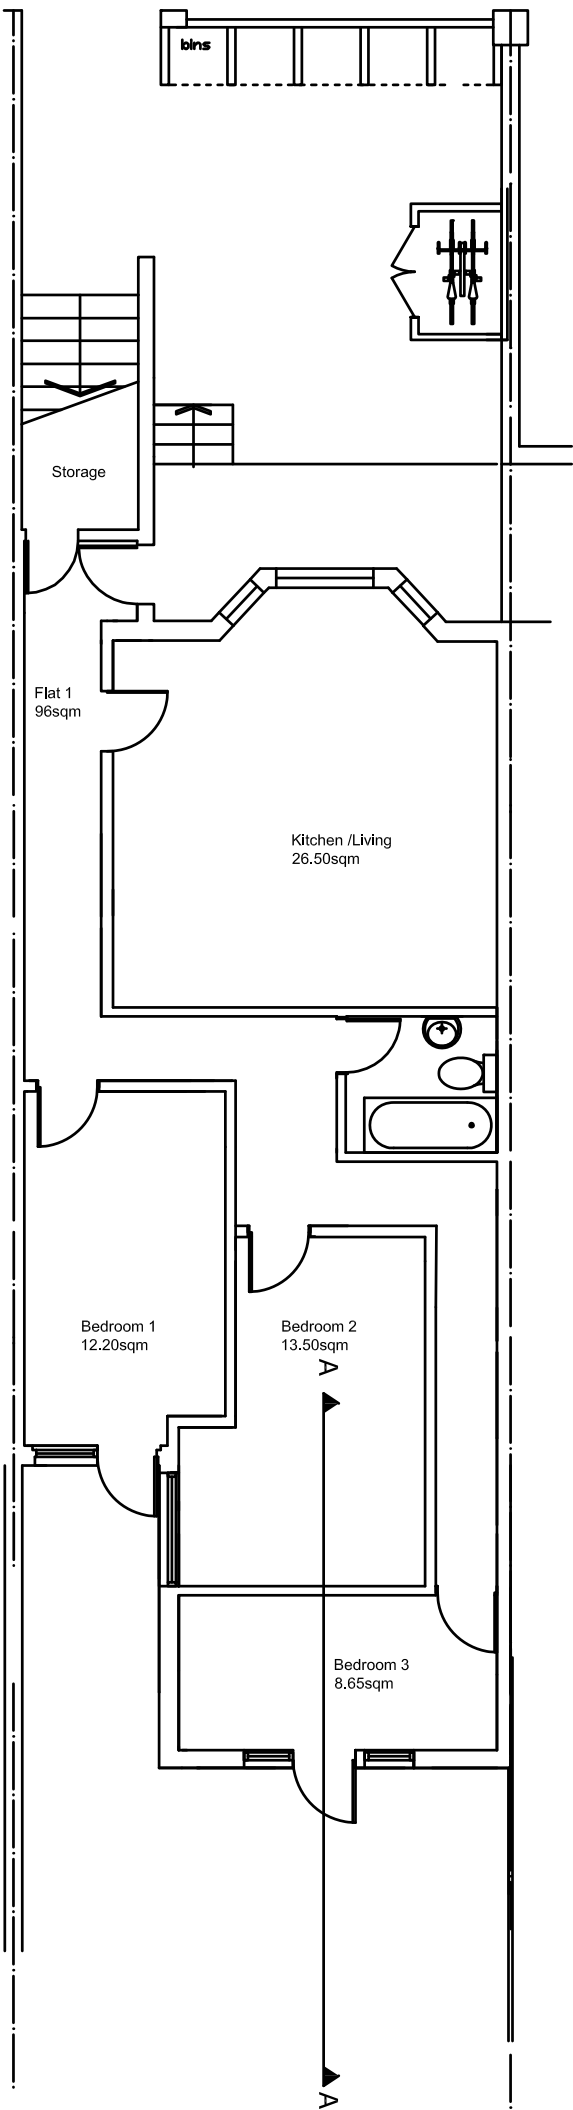 bins
Storage
Flat 1
96sqm
Kitchen /Living
26.50sqm
Bedroom 1
12.20sqm
Bedroom 2
13.50sqm
A
Bedroom 3
8.65sqm
A